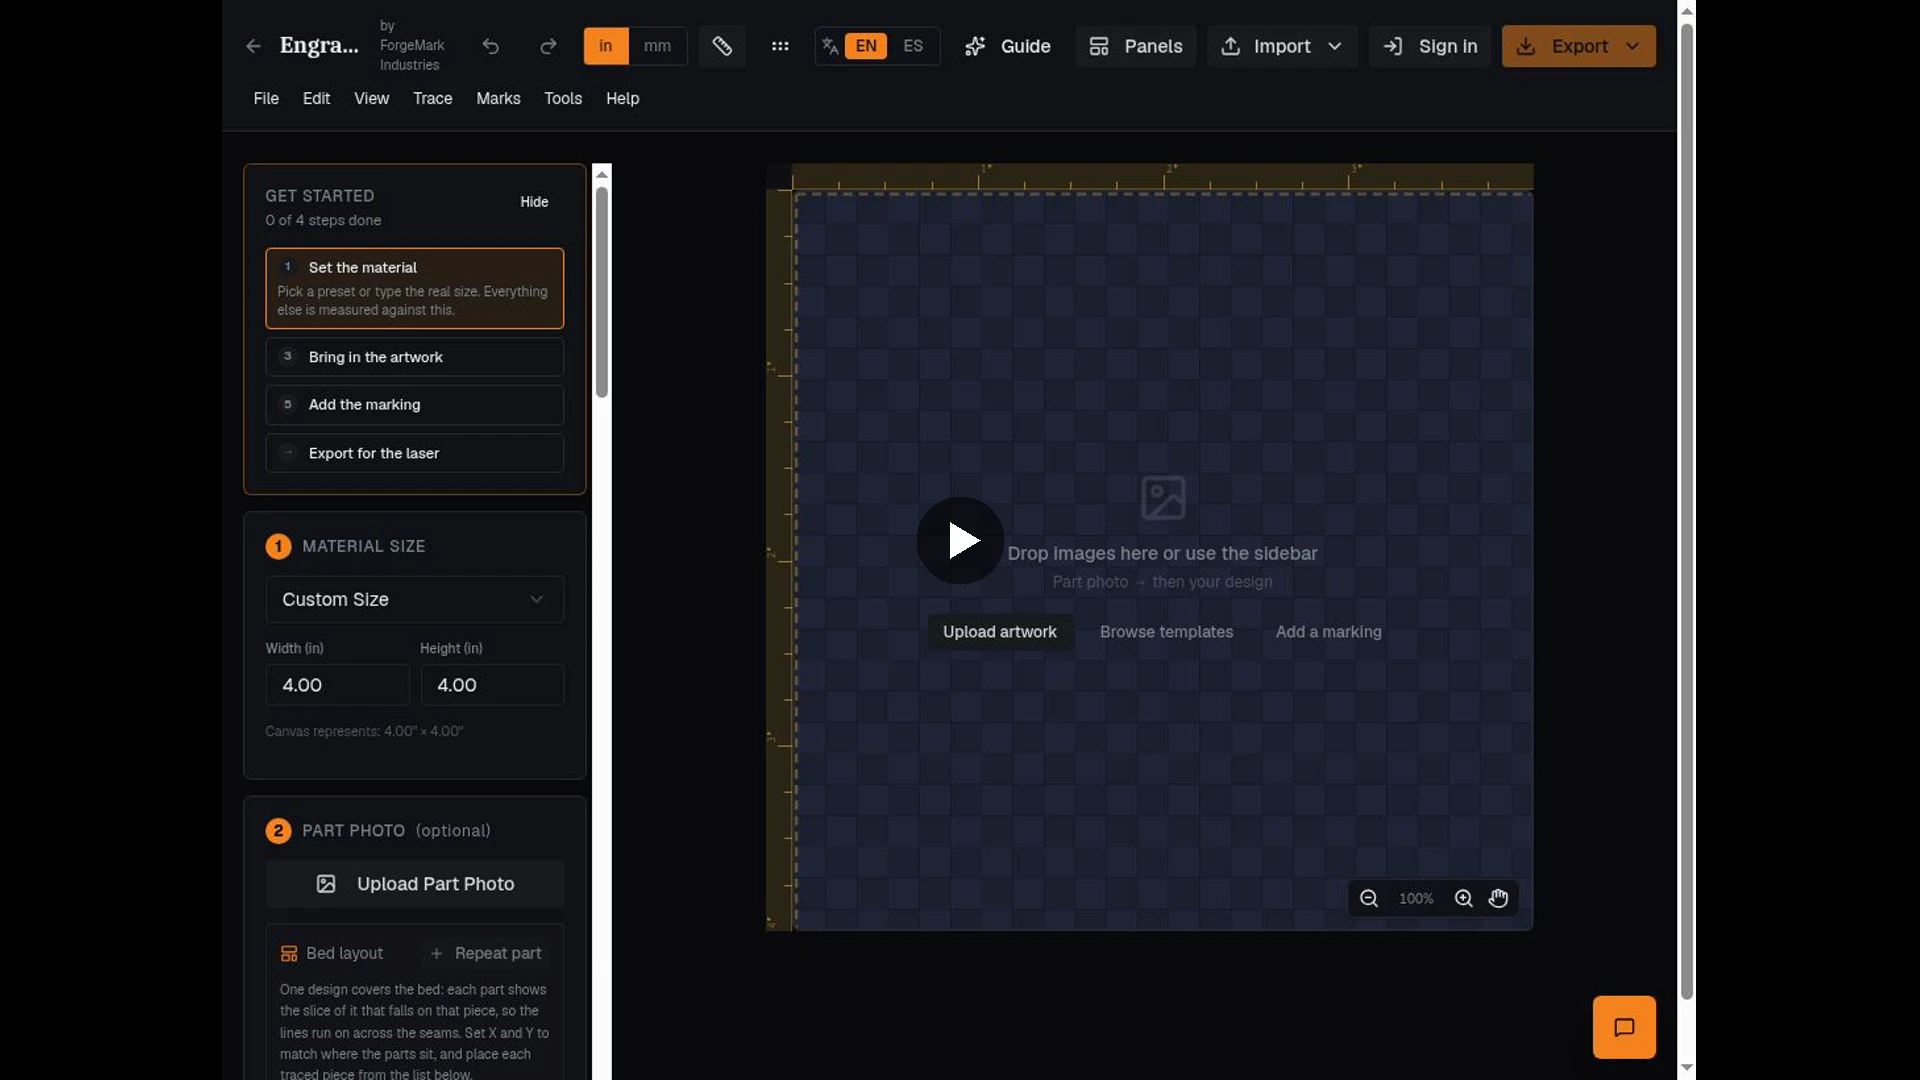 Engra...
by
ForgeMark
Industries
in
mm
EN
ES
Guide
Panels
Import
Sign in
Export
File
Edit
View
Trace
Marks
Tools
Help
GET STARTED
0 of 4 steps done
Hide
1
Set the material
Pick a preset or type the real size. Everything
else is measured against this.
3
Bring in the artwork
5
Add the marking
→
Export for the laser
1
MATERIAL SIZE
Custom Size
Width (in)
Height (in)
4.00
4.00
Canvas represents: 4.00" × 4.00"
2
PART PHOTO (optional)
Upload Part Photo
Bed layout
+ Repeat part
One design covers the bed: each part shows
the slice of it that falls on that piece, so the
lines run on across the seams. Set X and Y to
match where the parts sit, and place each
traced piece from the list below.
1"
2"
3"
1"
2"
3"
4"
Drop images here or use the sidebar
Part photo → then your design
Upload artwork
Browse templates
Add a marking
100%